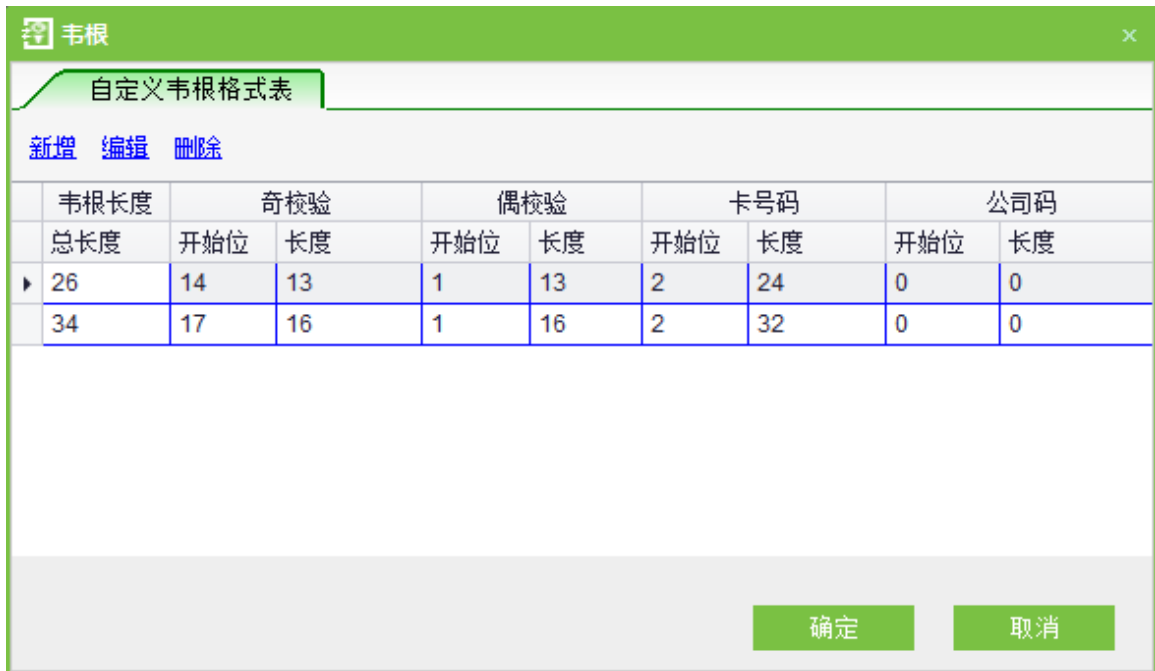 韦根
自定义韦根格式表
新增 编辑 删除
韦根长度 奇校验 偶校验 卡号码 公司码
总长度 开始位 长度 开始位 长度 开始位 长度 开始位 长度
26 14 13 1 13 2 24 0 0
34 17 16 1 16 2 32 0 0
确定 取消